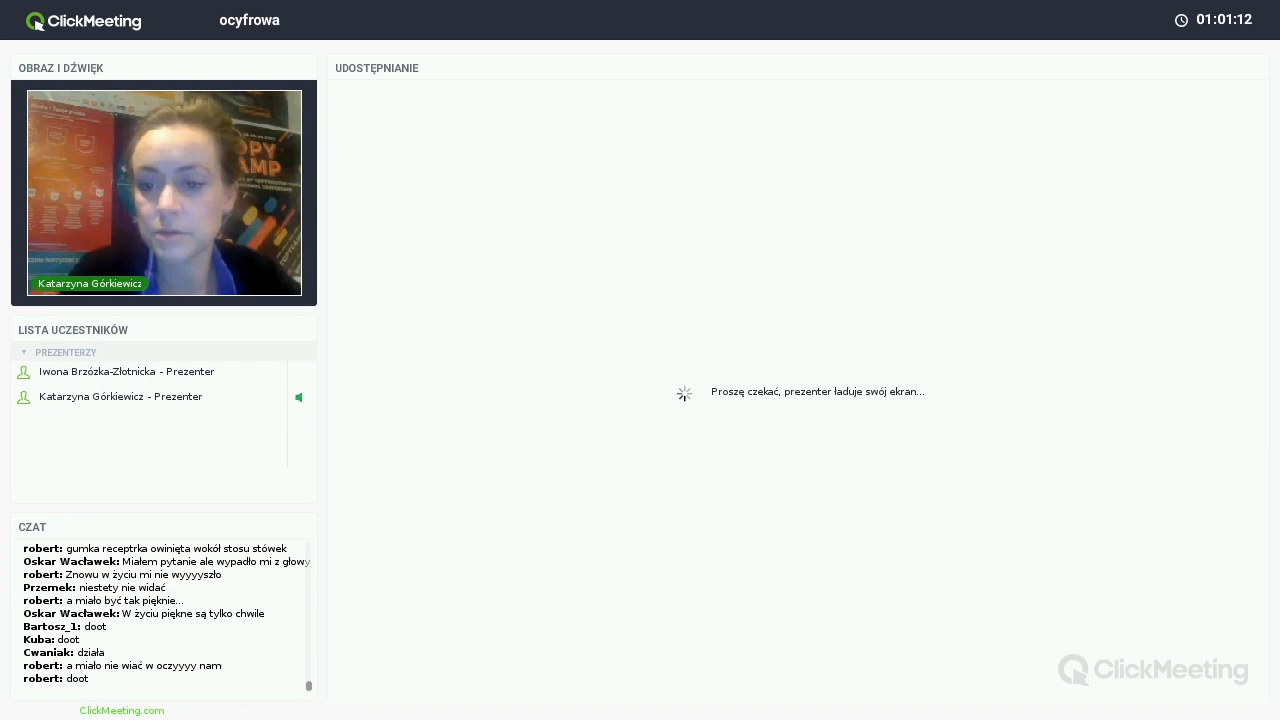 ClickMeeting
ocyfrowa
01:01:12
OBRAZ I DŹWIĘK
OPY
AMP
Katarzyna Górkiewicz
LISTA UCZESTNIKÓW
PREZENTERZY
Iwona Brzózka-Złotnicka - Prezenter
Katarzyna Górkiewicz - Prezenter
CZAT
robert: gumka receptrka owinięta wokół stosu stówek
Oskar Wacławek: Miałem pytanie ale wypadło mi z głowy
robert: Znowu w życiu mi nie wyyyyszło
Przemek: niestety nie widać
robert: a miało być tak pięknie...
Oskar Wacławek: W życiu piękne są tylko chwile
Bartosz_1: doot
Kuba: doot
Cwaniak: działa
robert: a miało nie wiać w oczyyyy nam
robert: doot
ClickMeeting.com
UDOSTĘPNIANIE
Proszę czekać, prezenter ładuje swój ekran...
ClickMeeting